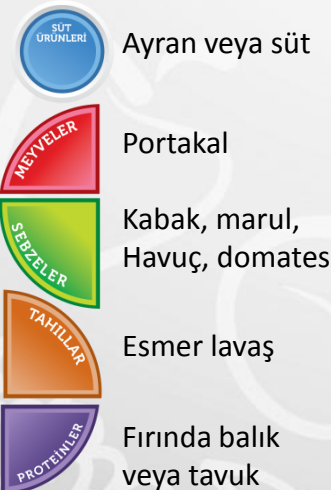 SÜT
ÜRÜNLERİ
Ayran veya süt
MEYVELER
Portakal
SEBZELER
Kabak, marul,
Havuç, domates
TAHILLAR
Esmer lavaş
PROTEİNLER
Fırında balık
veya tavuk